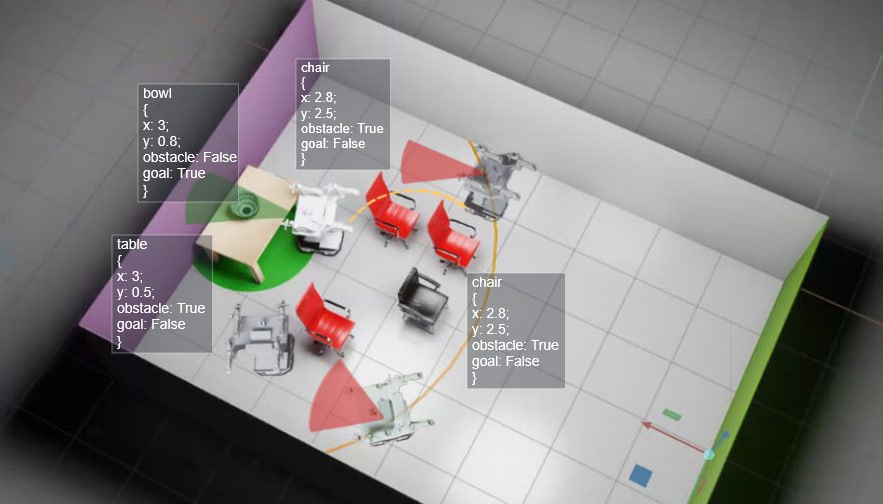 chair
{
x: 2.8;
y: 2.5;
obstacle: True
goal: False
}
bowl
{
x: 3;
y: 0.8;
obstacle: False
goal: True
}
table
{
x: 3;
y: 0.5;
obstacle: True
goal: False
}
chair
{
x: 2.8;
y: 2.5;
obstacle: True
goal: False
}